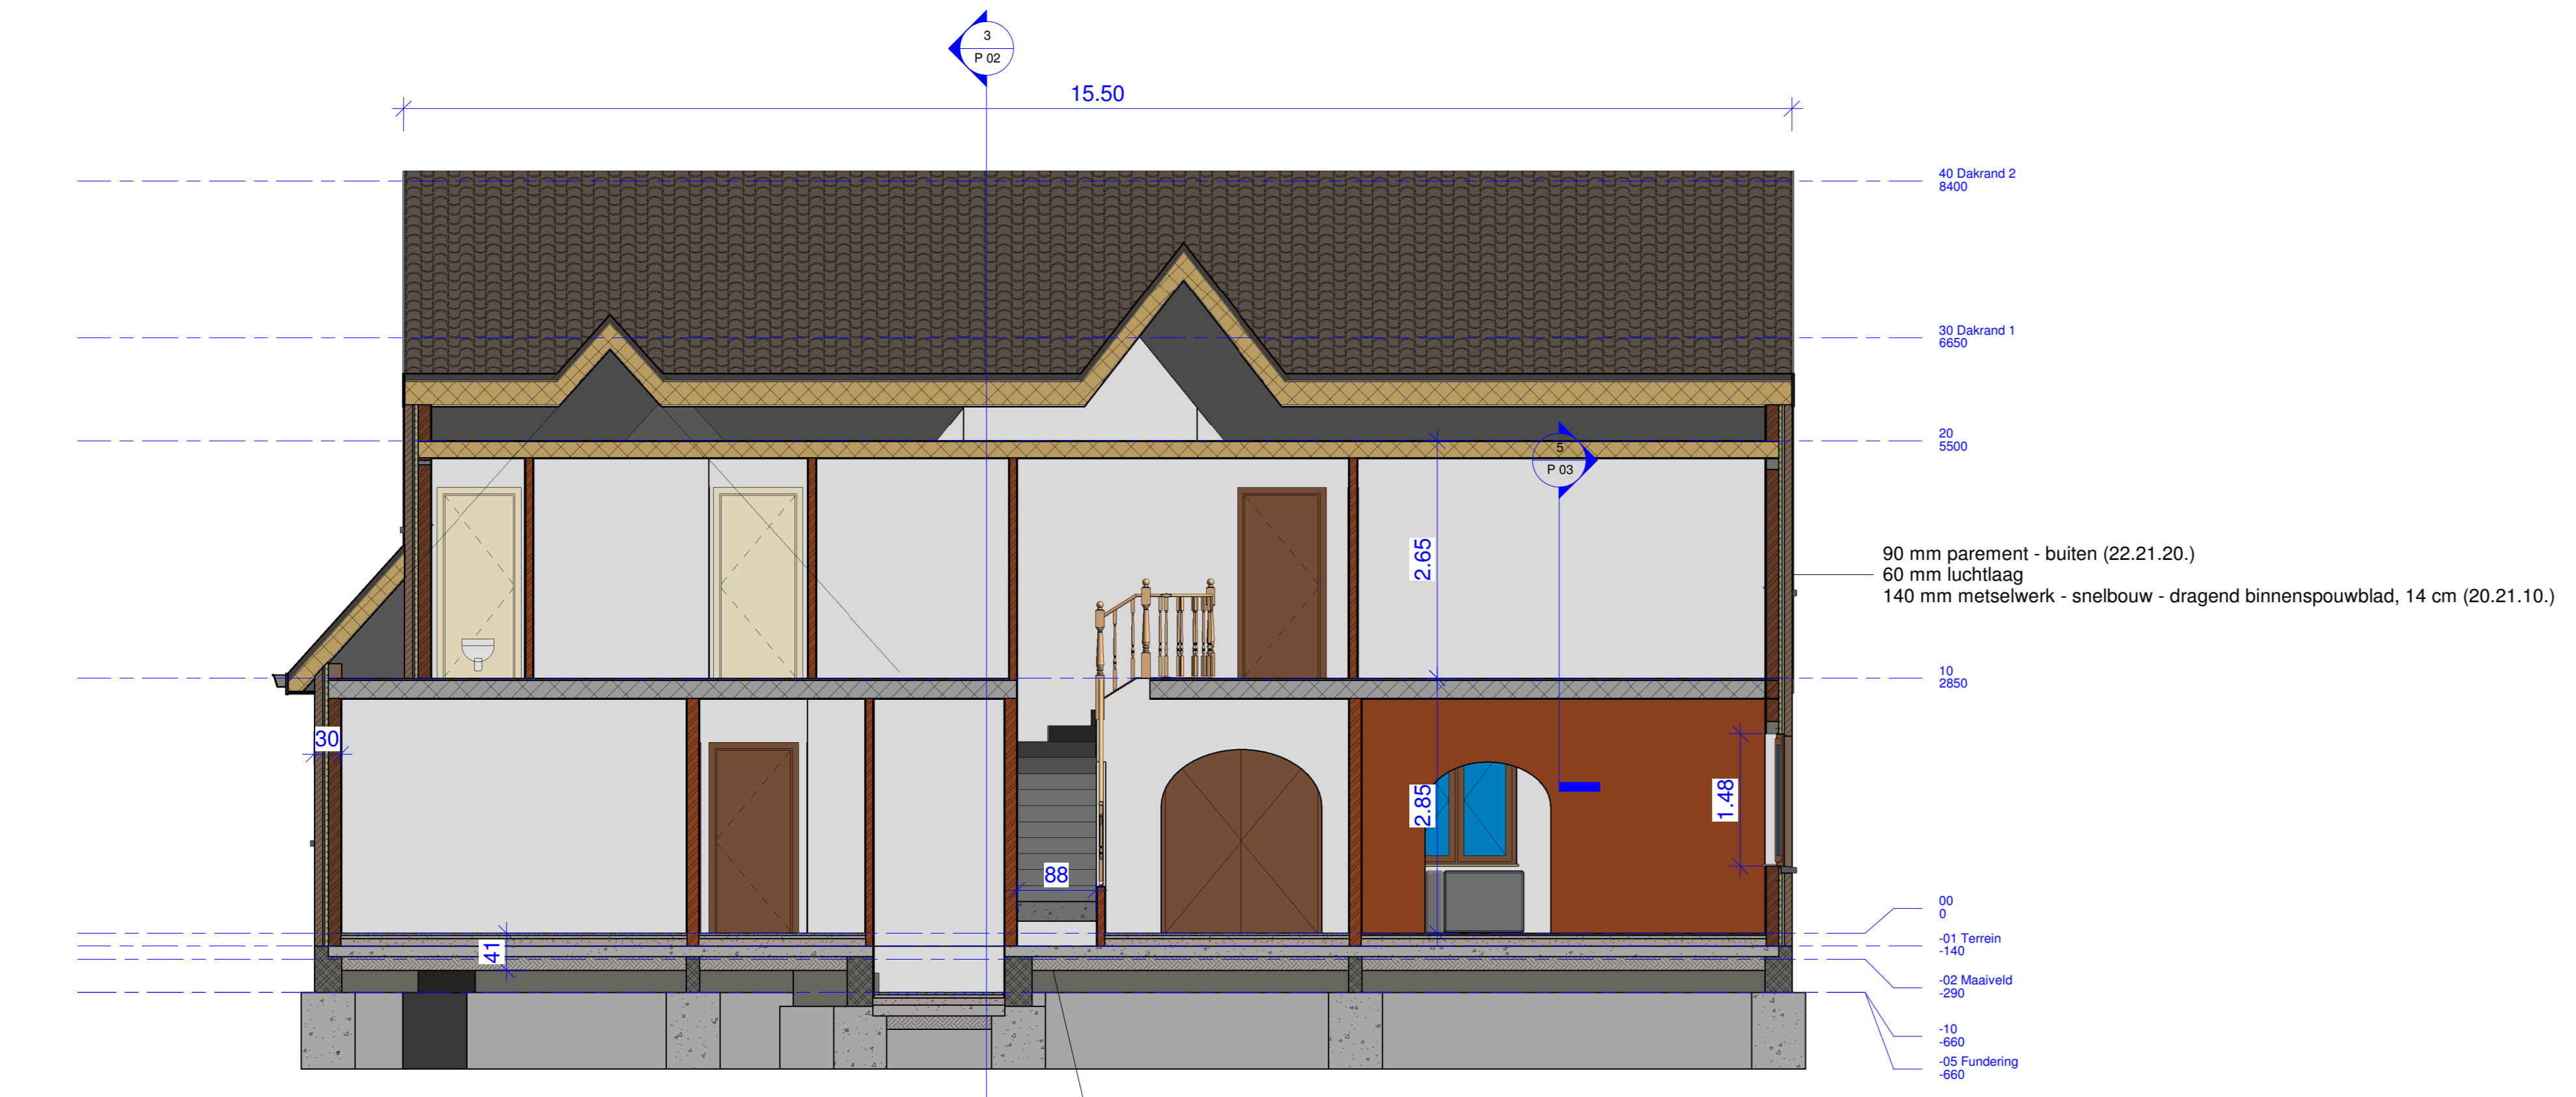 3
P 02
15.50
40 Dakrand 2
8400
30 Dakrand 1
6650
20
5500
5
P 03
2.65
90 mm parement - buiten (22.21.20.)
60 mm luchtlaag
140 mm metselwerk - snelbouw - dragend binnenspouwblad, 14 cm (20.21.10.)
10
2850
30
2.85
1.48
88
00
0
41
-01 Terrein
-140
-02 Maaiveld
-290
-10
-660
-05 Fundering
-660